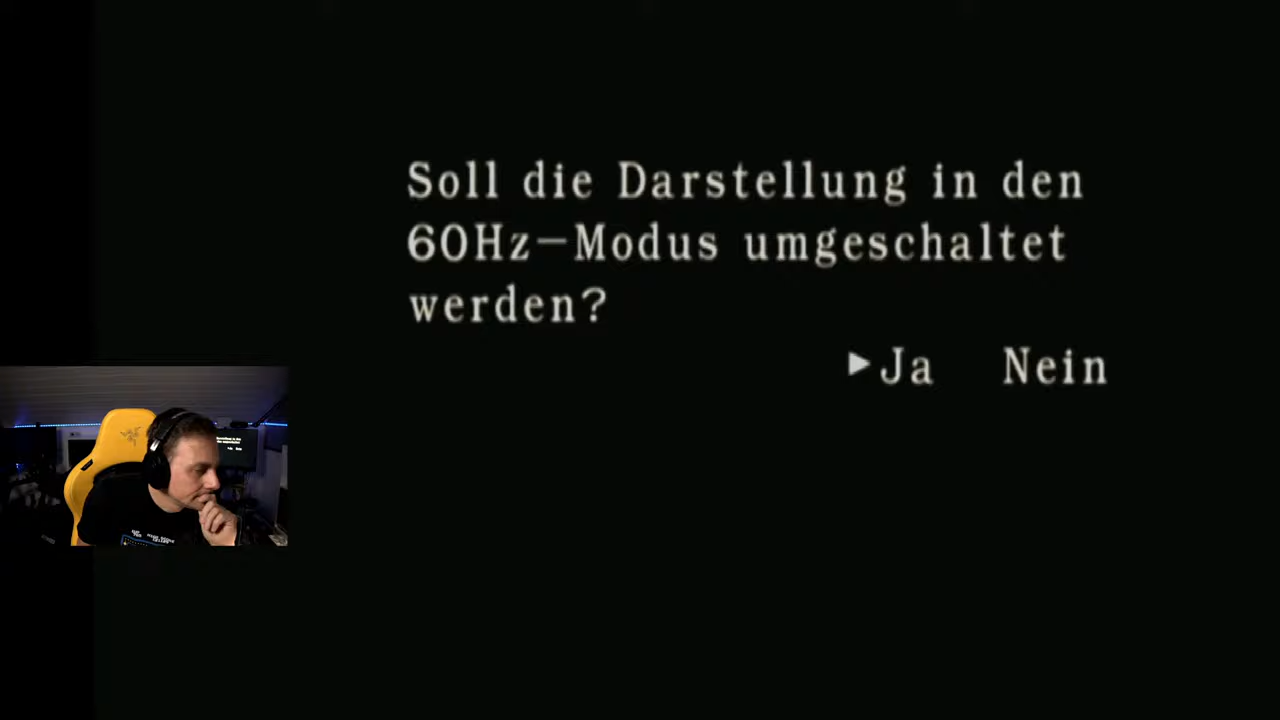 Soll die Darstellung in den
60Hz-Modus umgeschaltet
werden?
▶Ja Nein